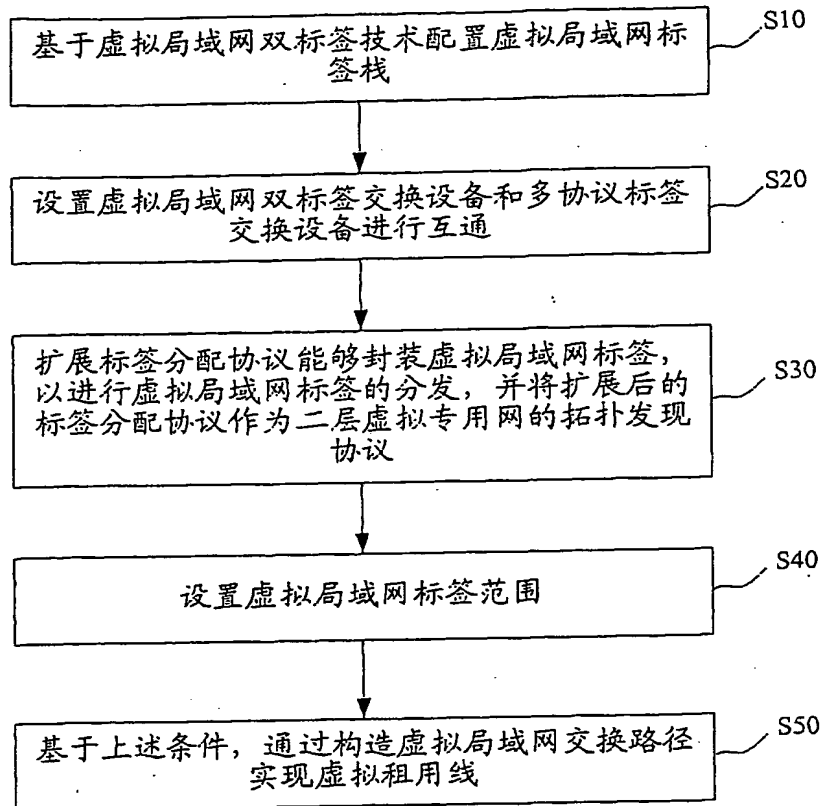 基于虚拟局域网双标签技术配置虚拟局域网标
签栈
S10
设置虚拟局域网双标签交换设备和多协议标签
交换设备进行互通
S20
扩展标签分配协议能够封装虚拟局域网标签，
以进行虚拟局域网标签的分发，并将扩展后的
标签分配协议作为二层虚拟专用网的拓扑发现
协议
S30
设置虚拟局域网标签范围
S40
基于上述条件，通过构造虚拟局域网交换路径
实现虚拟租用线
S50